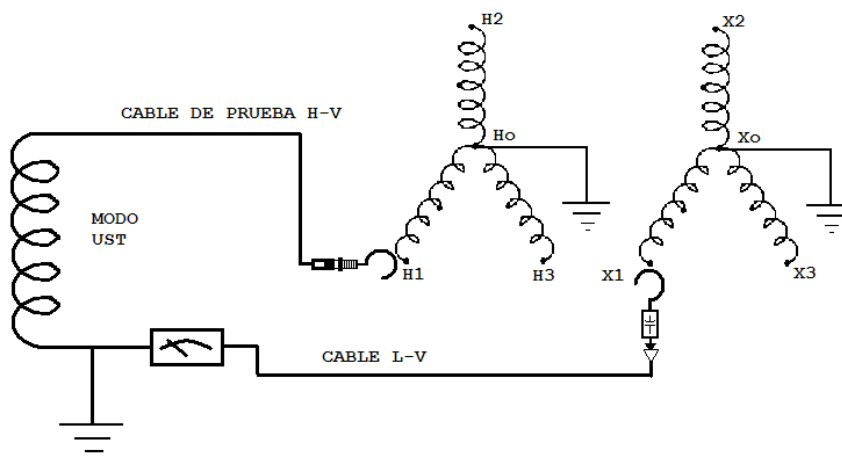 H2
X2
CABLE DE PRUEBA H-V
Ho
Xo
MODO
UST
H1
H3
X1
X3
CABLE L-V